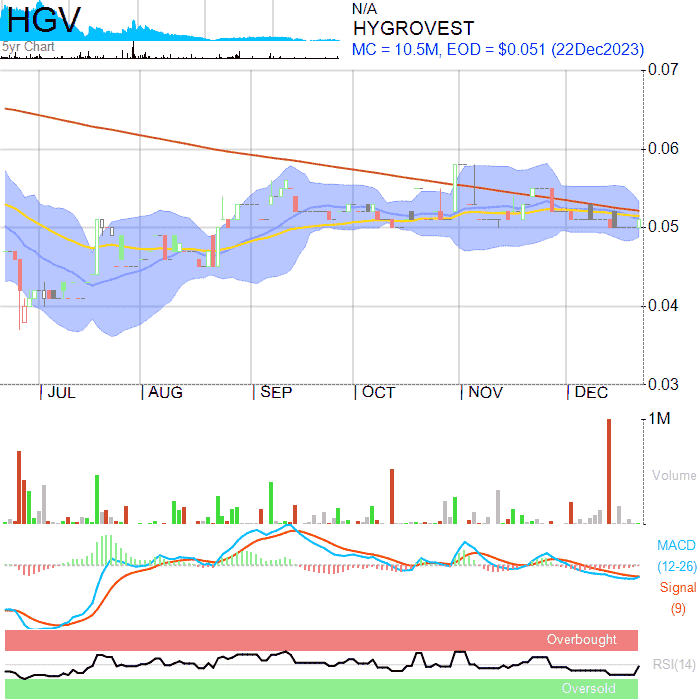 HGV
5yr Chart
N/A
HYGROVEST
MC = 10.5M, EOD = $0.051 (22Dec2023)
0.07
0.06
0.05
0.04
0.03
JUL AUG SEP OCT NOV DEC
1M
Volume
MACD
(12-26)
Signal
(9)
Overbought
RSI(14)
Oversold